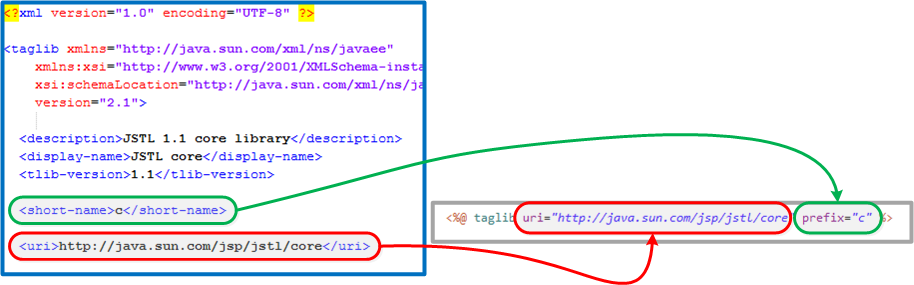 <?xml version="1.0" encoding="UTF-8" ?>
<taglib xmlns="http://java.sun.com/xml/ns/javaee"
xmlns:xsi="http://www.w3.org/2001/XMLSchema-insta
xsi:schemaLocation="http://java.sun.com/xml/ns/ja
version="2.1">
<description>JSTL 1.1 core library</description>
<display-name>JSTL core</display-name>
<tlib-version>1.1</tlib-version>
<short-name>c</short-name>
<uri>http://java.sun.com/jsp/jstl/core</uri>
<%@ taglib uri="http://java.sun.com/jsp/jstl/core" prefix="c" %>